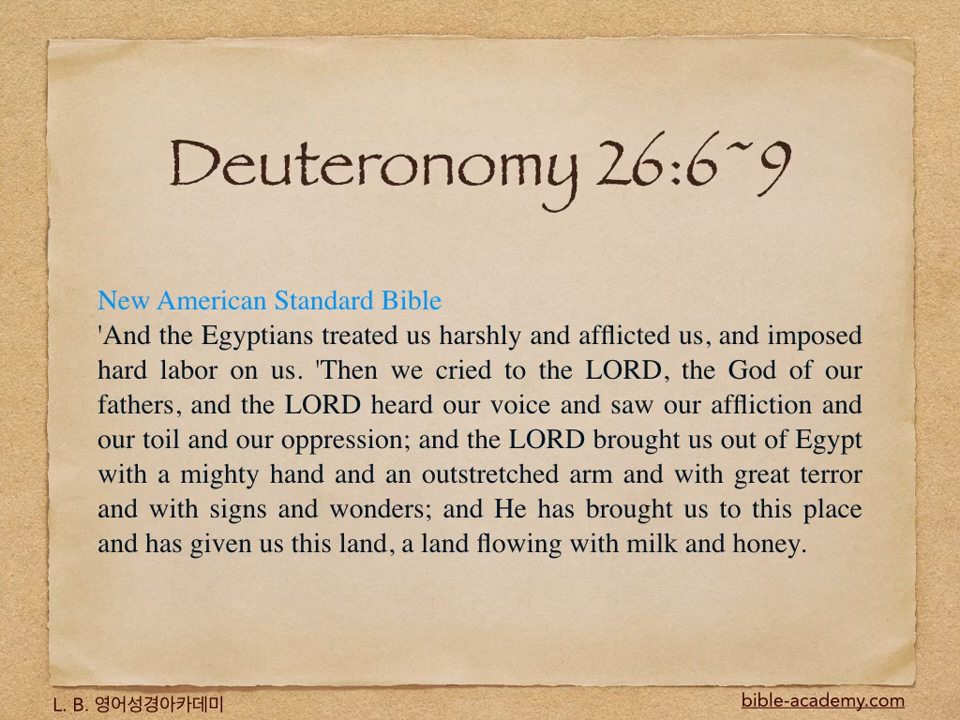 Deuteronomy 26:6~9
New American Standard Bible
'And the Egyptians treated us harshly and afflicted us, and imposed
hard labor on us. 'Then we cried to the LORD, the God of our
fathers, and the LORD heard our voice and saw our affliction and
our toil and our oppression; and the LORD brought us out of Egypt
with a mighty hand and an outstretched arm and with great terror
and with signs and wonders; and He has brought us to this place
and has given us this land, a land flowing with milk and honey.
L. B. 영어성경아카데미
bible-academy.com